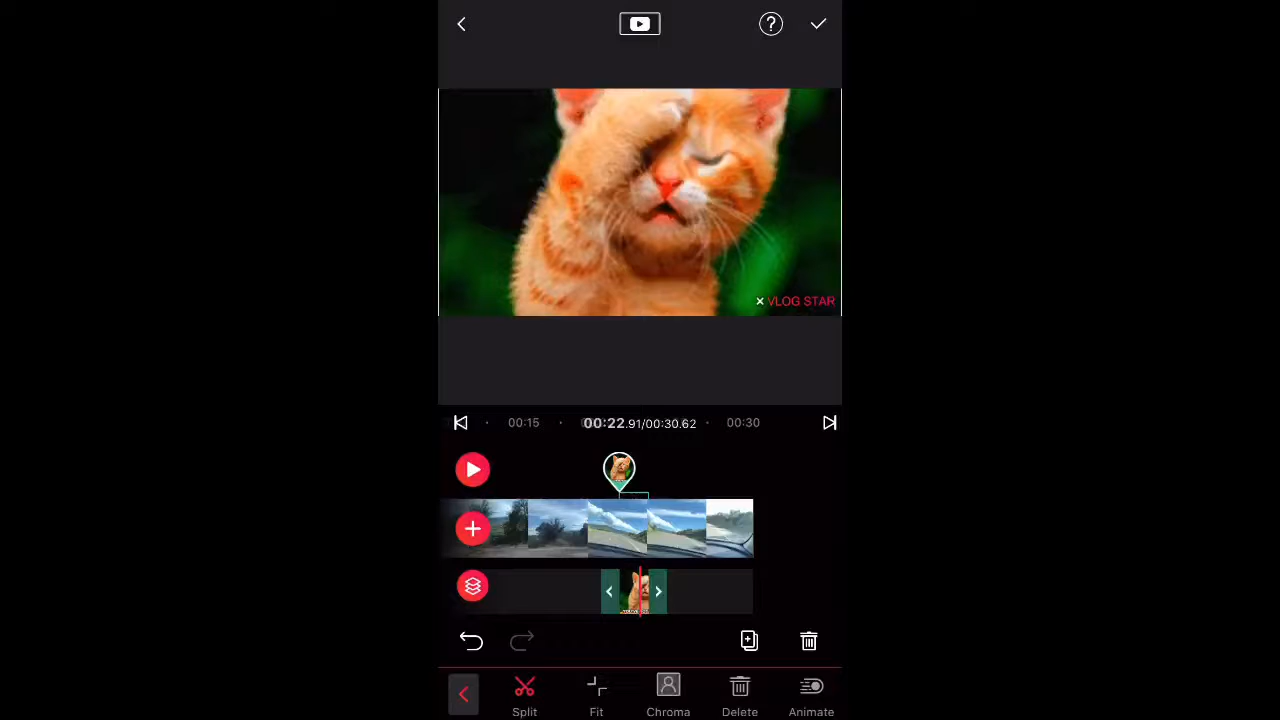 × VLOG STAR
00:15
00:22.91/00:30.62
00:30
Split
Fit
Chroma
Delete
Animate